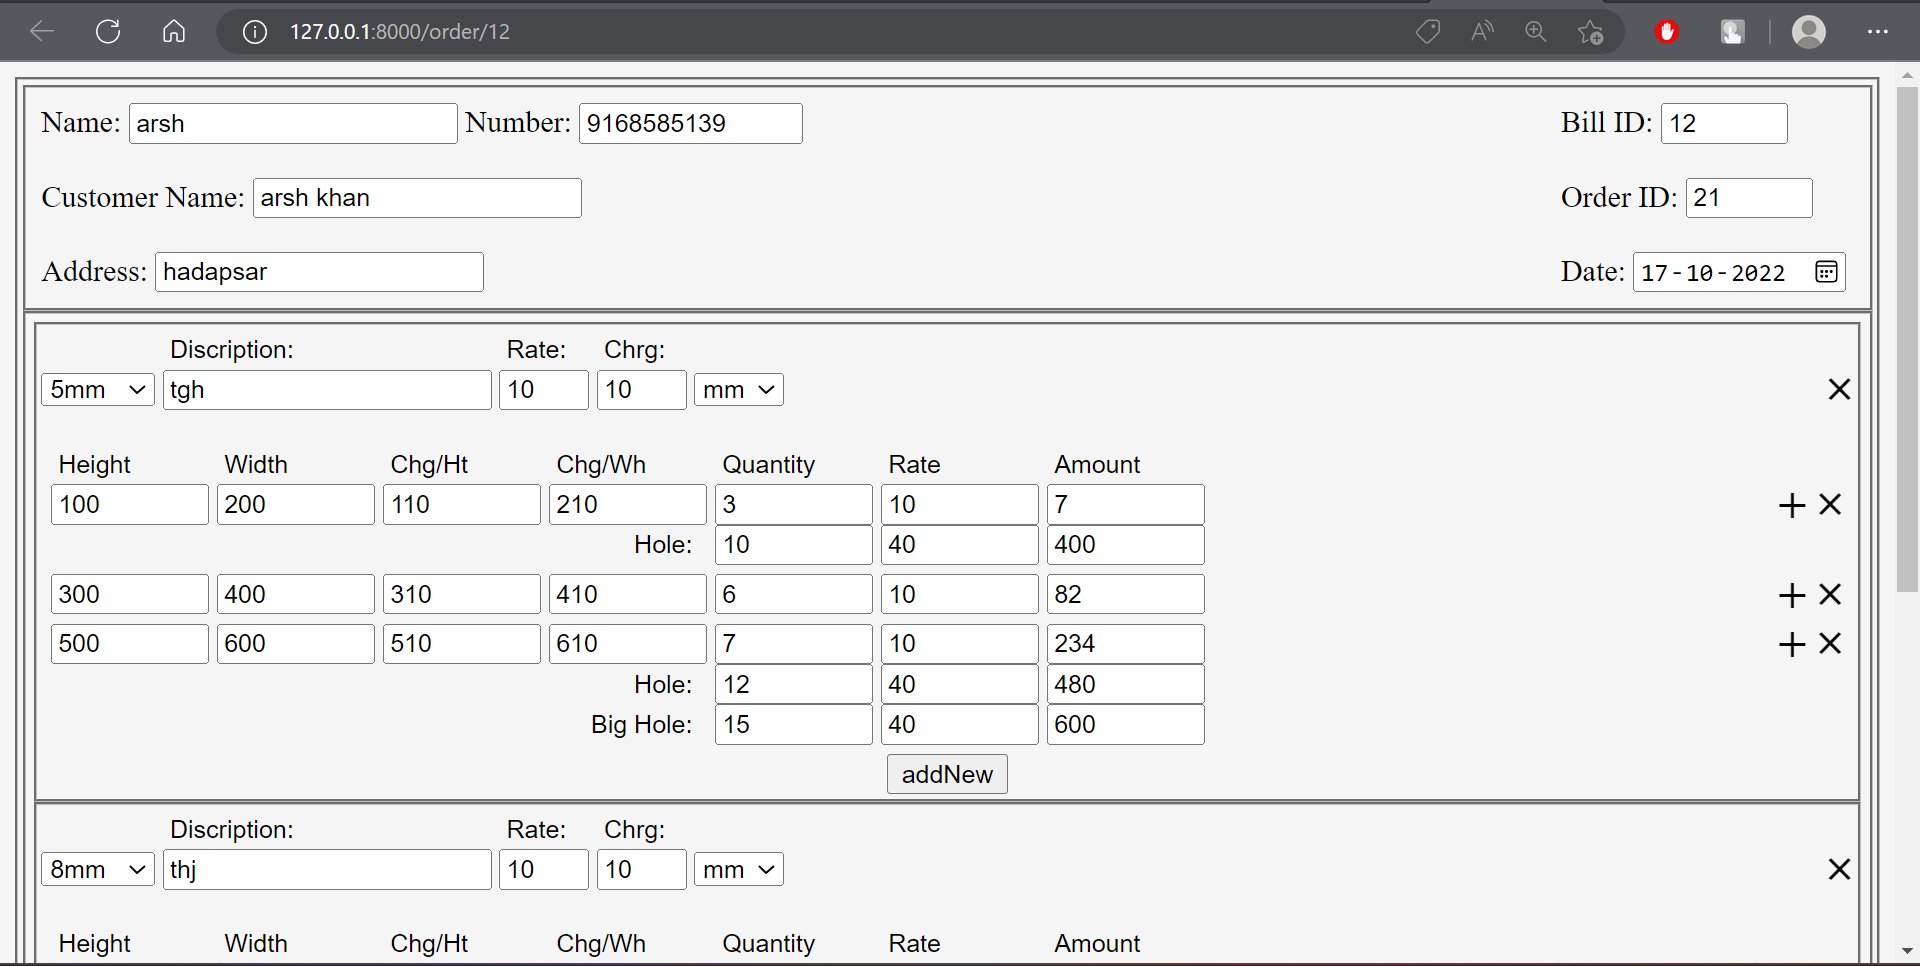 127.0.0.1:8000/order/12
Name: arsh Number: 9168585139 Bill ID: 12
Customer Name: arsh khan Order ID: 21
Address: hadapsar Date: 17-10-2022
Discription: Rate: Chrg:
5mm tgh 10 10 mm
Height Width Chg/Ht Chg/Wh Quantity Rate Amount
100 200 110 210 3 10 7
Hole: 10 40 400
300 400 310 410 6 10 82
500 600 510 610 7 10 234
Hole: 12 40 480
Big Hole: 15 40 600
addNew
Discription: Rate: Chrg:
8mm thj 10 10 mm
Height Width Chg/Ht Chg/Wh Quantity Rate Amount